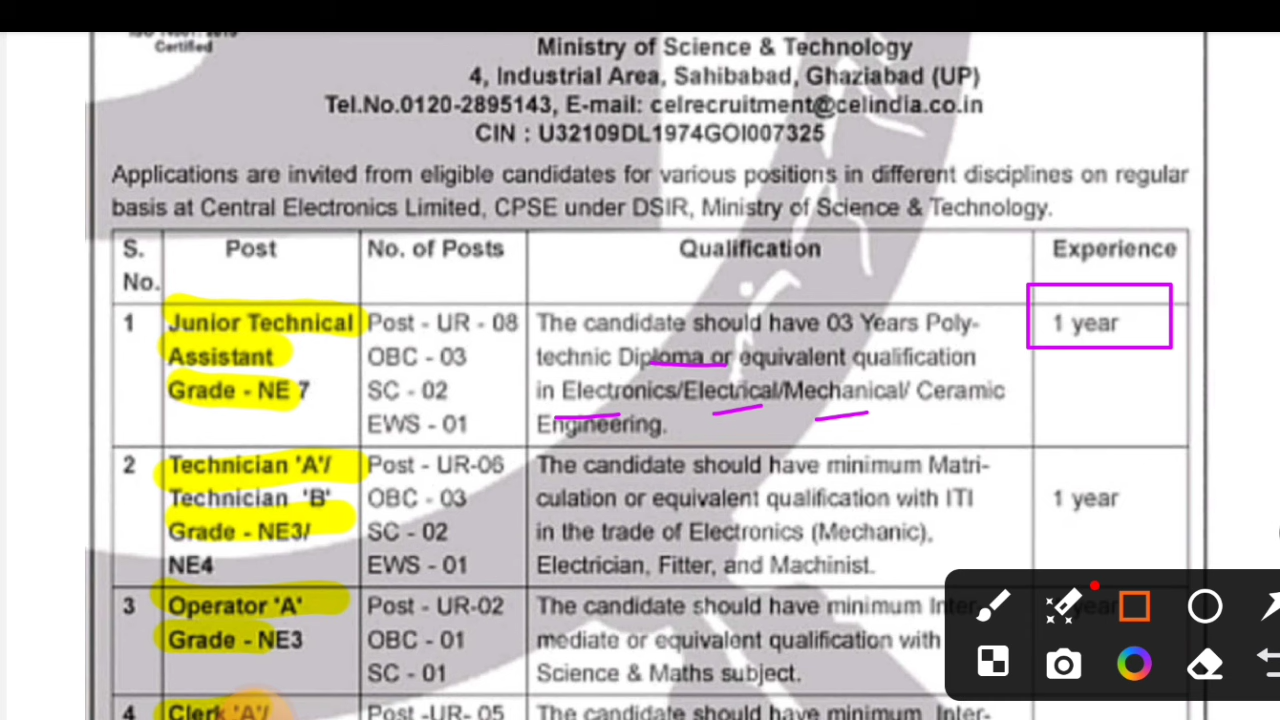 Certified
Ministry of Science & Technology
4, Industrial Area, Sahibabad, Ghaziabad (UP)
Tel.No.0120-2895143, E-mail: celrecruitment@celindia.co.in
CIN : U32109DL1974GOI007325
Applications are invited from eligible candidates for various positions in different disciplines on regular
basis at Central Electronics Limited, CPSE under DSIR, Ministry of Science & Technology.
S. No. Post No. of Posts Qualification Experience
1 Junior Technical Post - UR - 08 The candidate should have 03 Years Poly- 1 year
Assistant OBC - 03 technic Diploma or equivalent qualification
Grade - NE 7 SC - 02 in Electronics/Electrical/Mechanical/ Ceramic
EWS - 01 Engineering.
2 Technician 'A'/ Post - UR-06 The candidate should have minimum Matri-
Technician 'B' OBC - 03 culation or equivalent qualification with ITI 1 year
Grade - NE3/ SC - 02 in the trade of Electronics (Mechanic),
NE4 EWS - 01 Electrician, Fitter, and Machinist.
3 Operator 'A' Post - UR-02 The candidate should have minimum Inter- year
Grade - NE3 OBC - 01 mediate or equivalent qualification with
SC - 01 Science & Maths subject.
4 Clerk 'A'/ Post -UR- 05 The candidate should have minimum Inter-